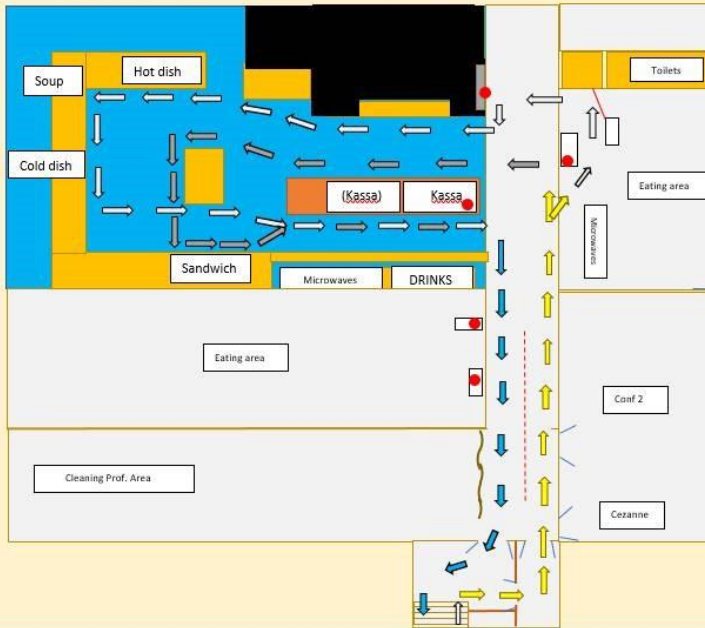 Hot dish
Toilets
Soup
Cold dish
Eating area
(Kassa)
Kassa
Microwaves
Sandwich
Microwaves
DRINKS
Eating area
Conf 2
Cleaning Prof. Area
Cezanne